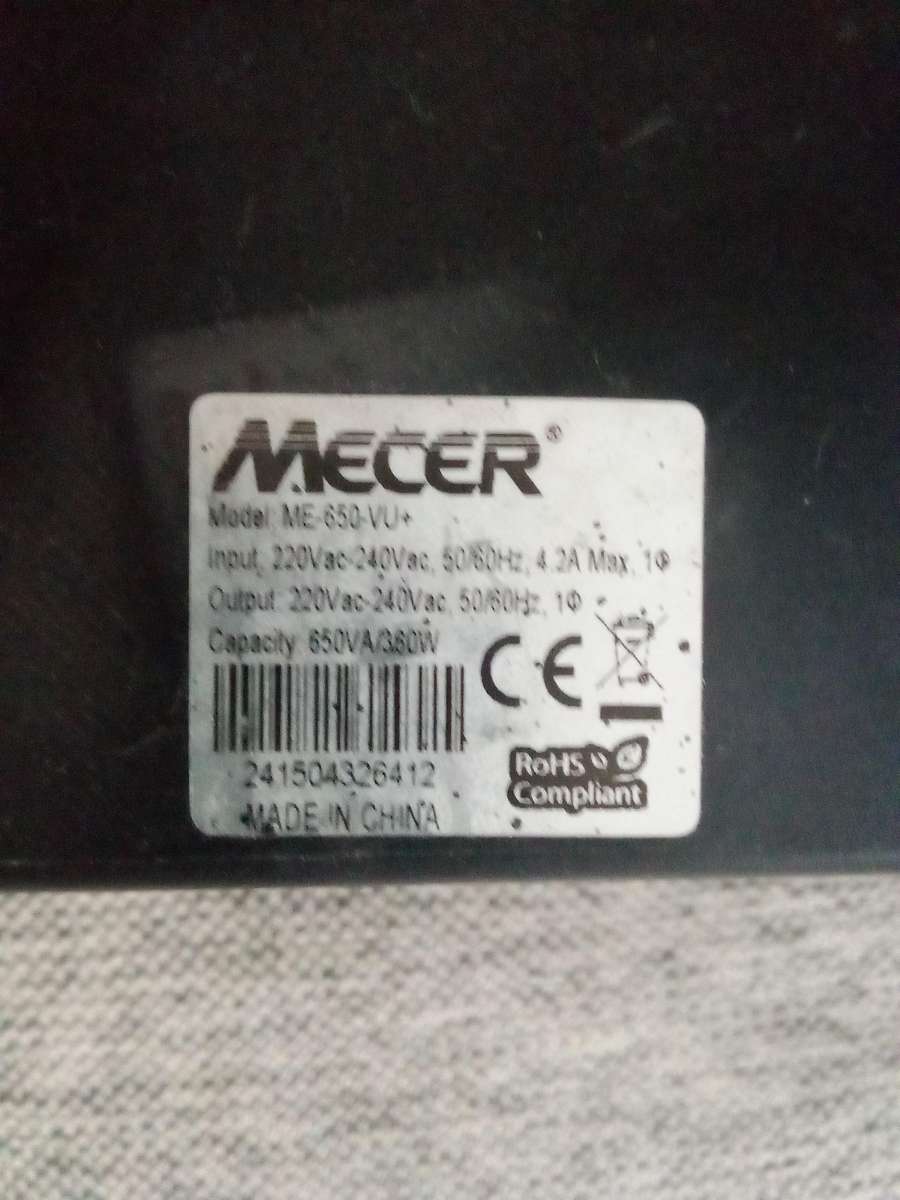 MECER®
Model: ME-650-VU+
Input: 220Vac-240Vac, 50/60Hz, 4.2A Max, 1Φ
Output: 220Vac-240Vac, 50/60Hz, 1Φ
Capacity: 650VA/360W
CE
241504326412
RoHS
Compliant
MADE IN CHINA